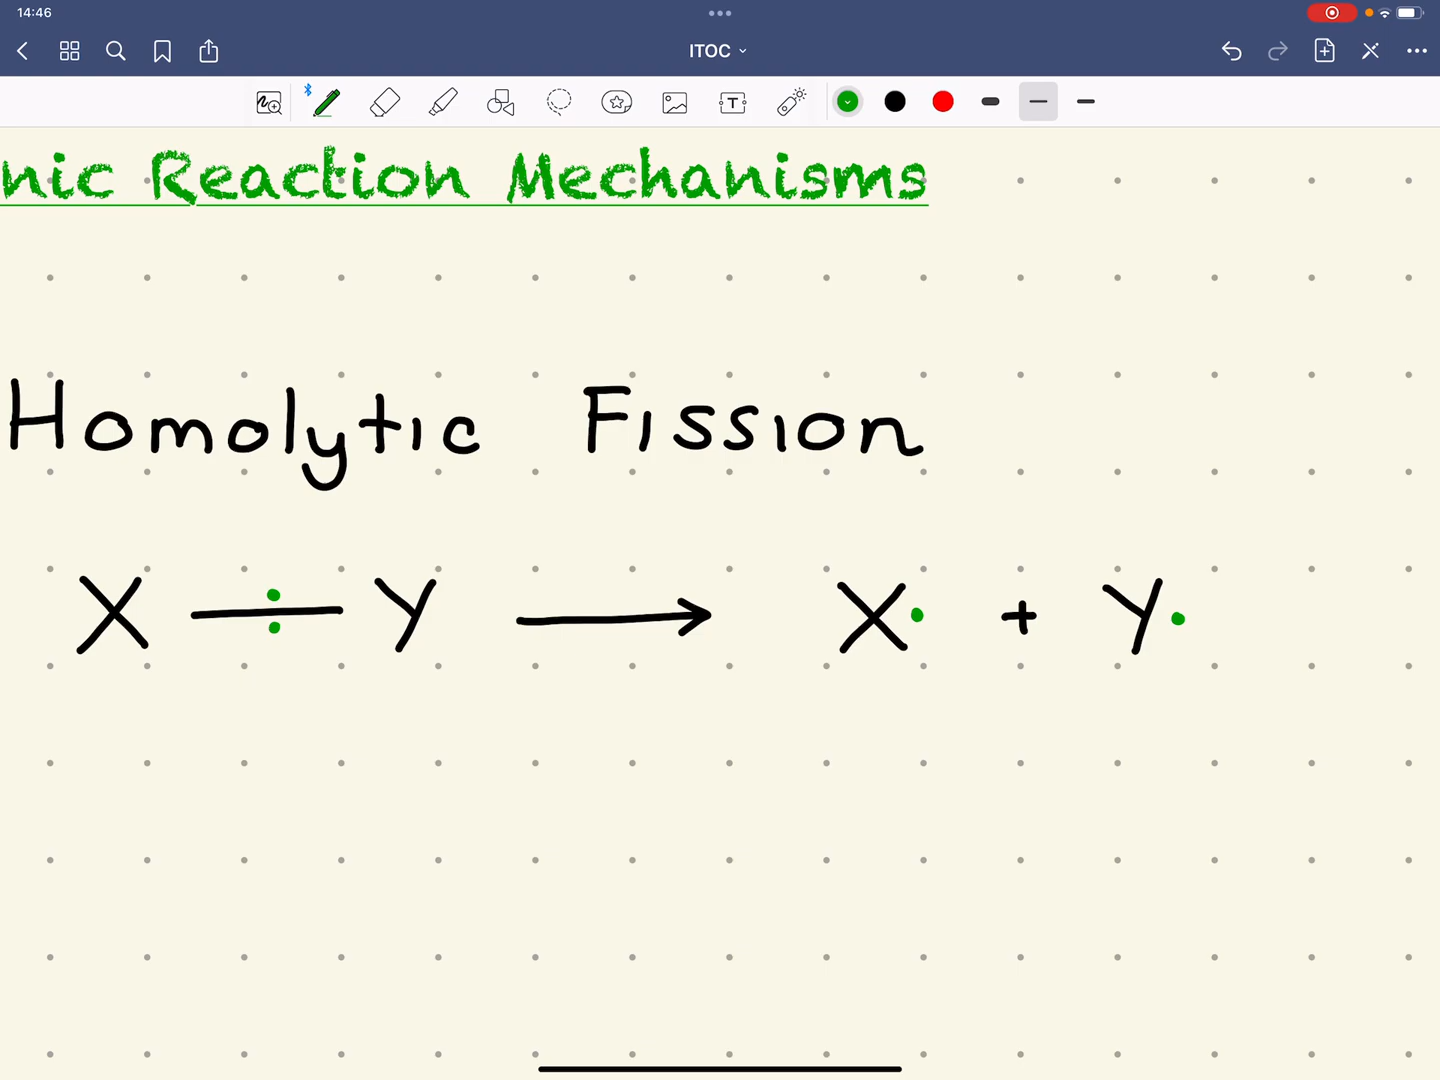 14:46
ITOC
T
nic Reaction Mechanisms
Homolytic Fission
X — Y → X• + Y•